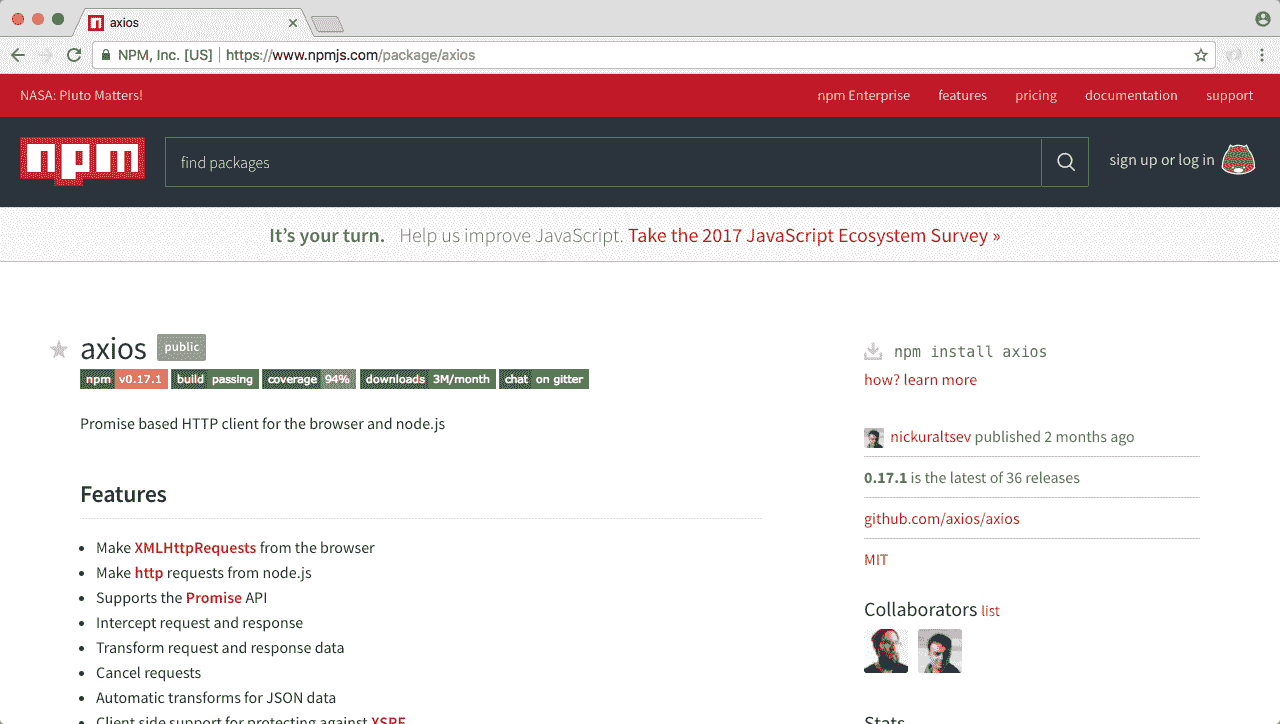 axios
NPM, Inc. [US] https://www.npmjs.com/package/axios
NASA: Pluto Matters! npm Enterprise features pricing documentation support
npm find packages sign up or log in
It's your turn. Help us improve JavaScript. Take the 2017 JavaScript Ecosystem Survey »
axios public
npm v0.17.1 build passing coverage 94% downloads 3M/month chat on gitter
Promise based HTTP client for the browser and node.js
Features
Make XMLHttpRequests from the browser
Make http requests from node.js
Supports the Promise API
Intercept request and response
Transform request and response data
Cancel requests
Automatic transforms for JSON data
Client side support for protecting against XSRF
npm install axios
how? learn more
nickuraltsev published 2 months ago
0.17.1 is the latest of 36 releases
github.com/axios/axios
MIT
Collaborators list
Stats